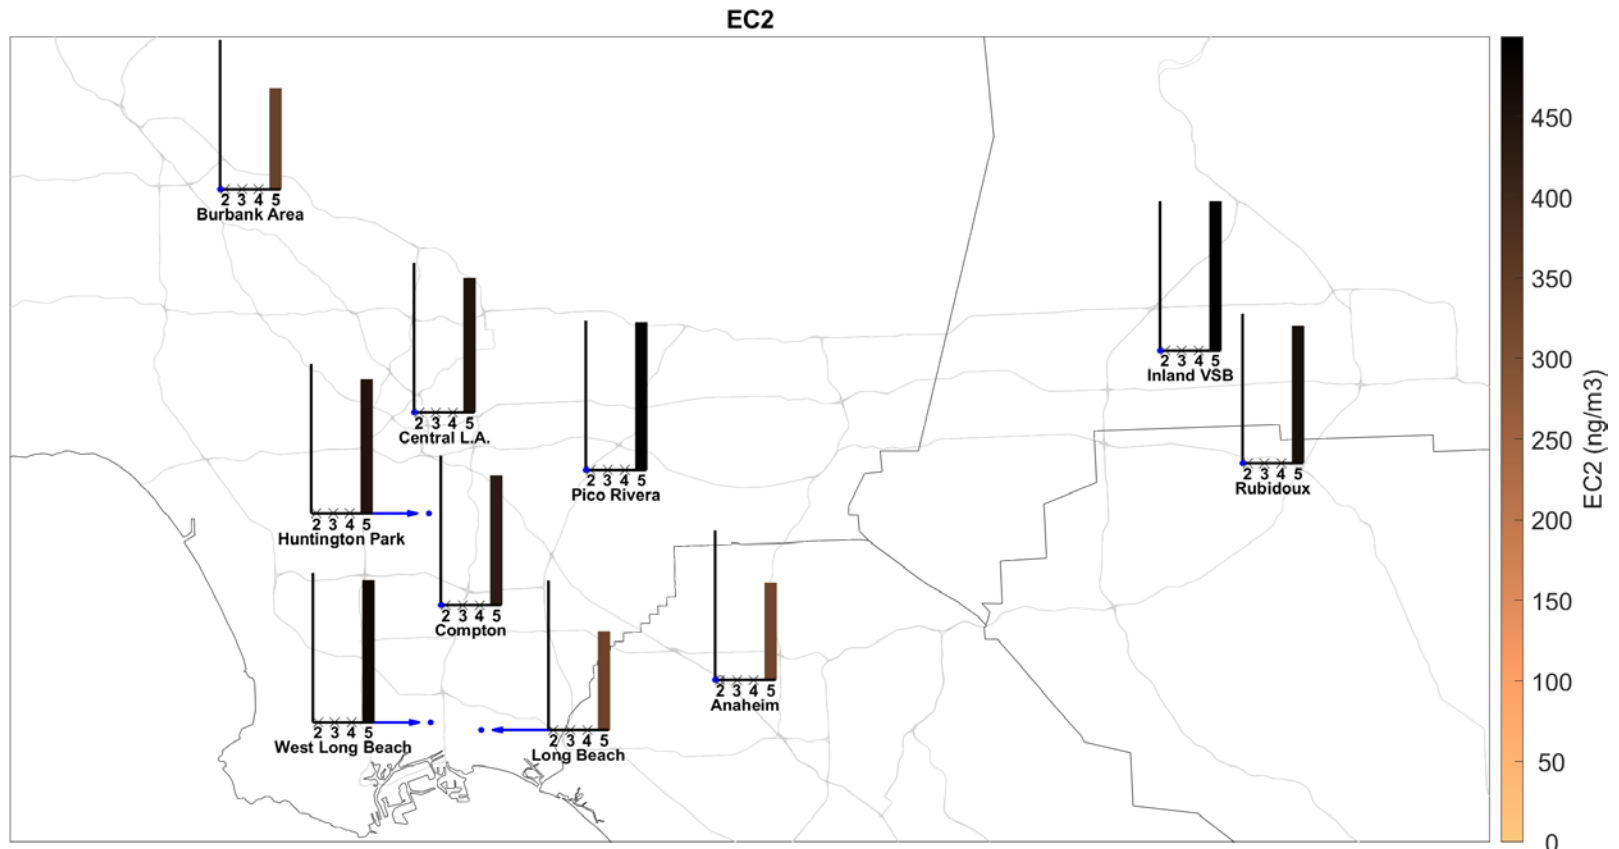 EC2
2 3 4 5
Burbank Area
2 3 4 5
Central L.A.
2 3 4 5
Huntington Park
2 3 4 5
Pico Rivera
2 3 4 5
Inland VSB
2 3 4 5
Rubidoux
2 3 4 5
Compton
2 3 4 5
West Long Beach
2 3 4 5
Long Beach
2 3 4 5
Anaheim
450
400
350
300
250
200
150
100
50
0
EC2 (ng/m3)